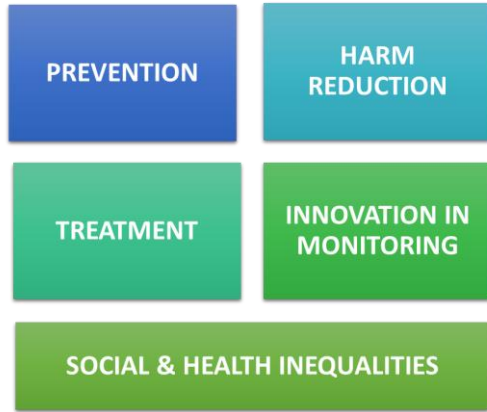 PREVENTION
HARM
REDUCTION
TREATMENT
INNOVATION IN
MONITORING
SOCIAL & HEALTH INEQUALITIES